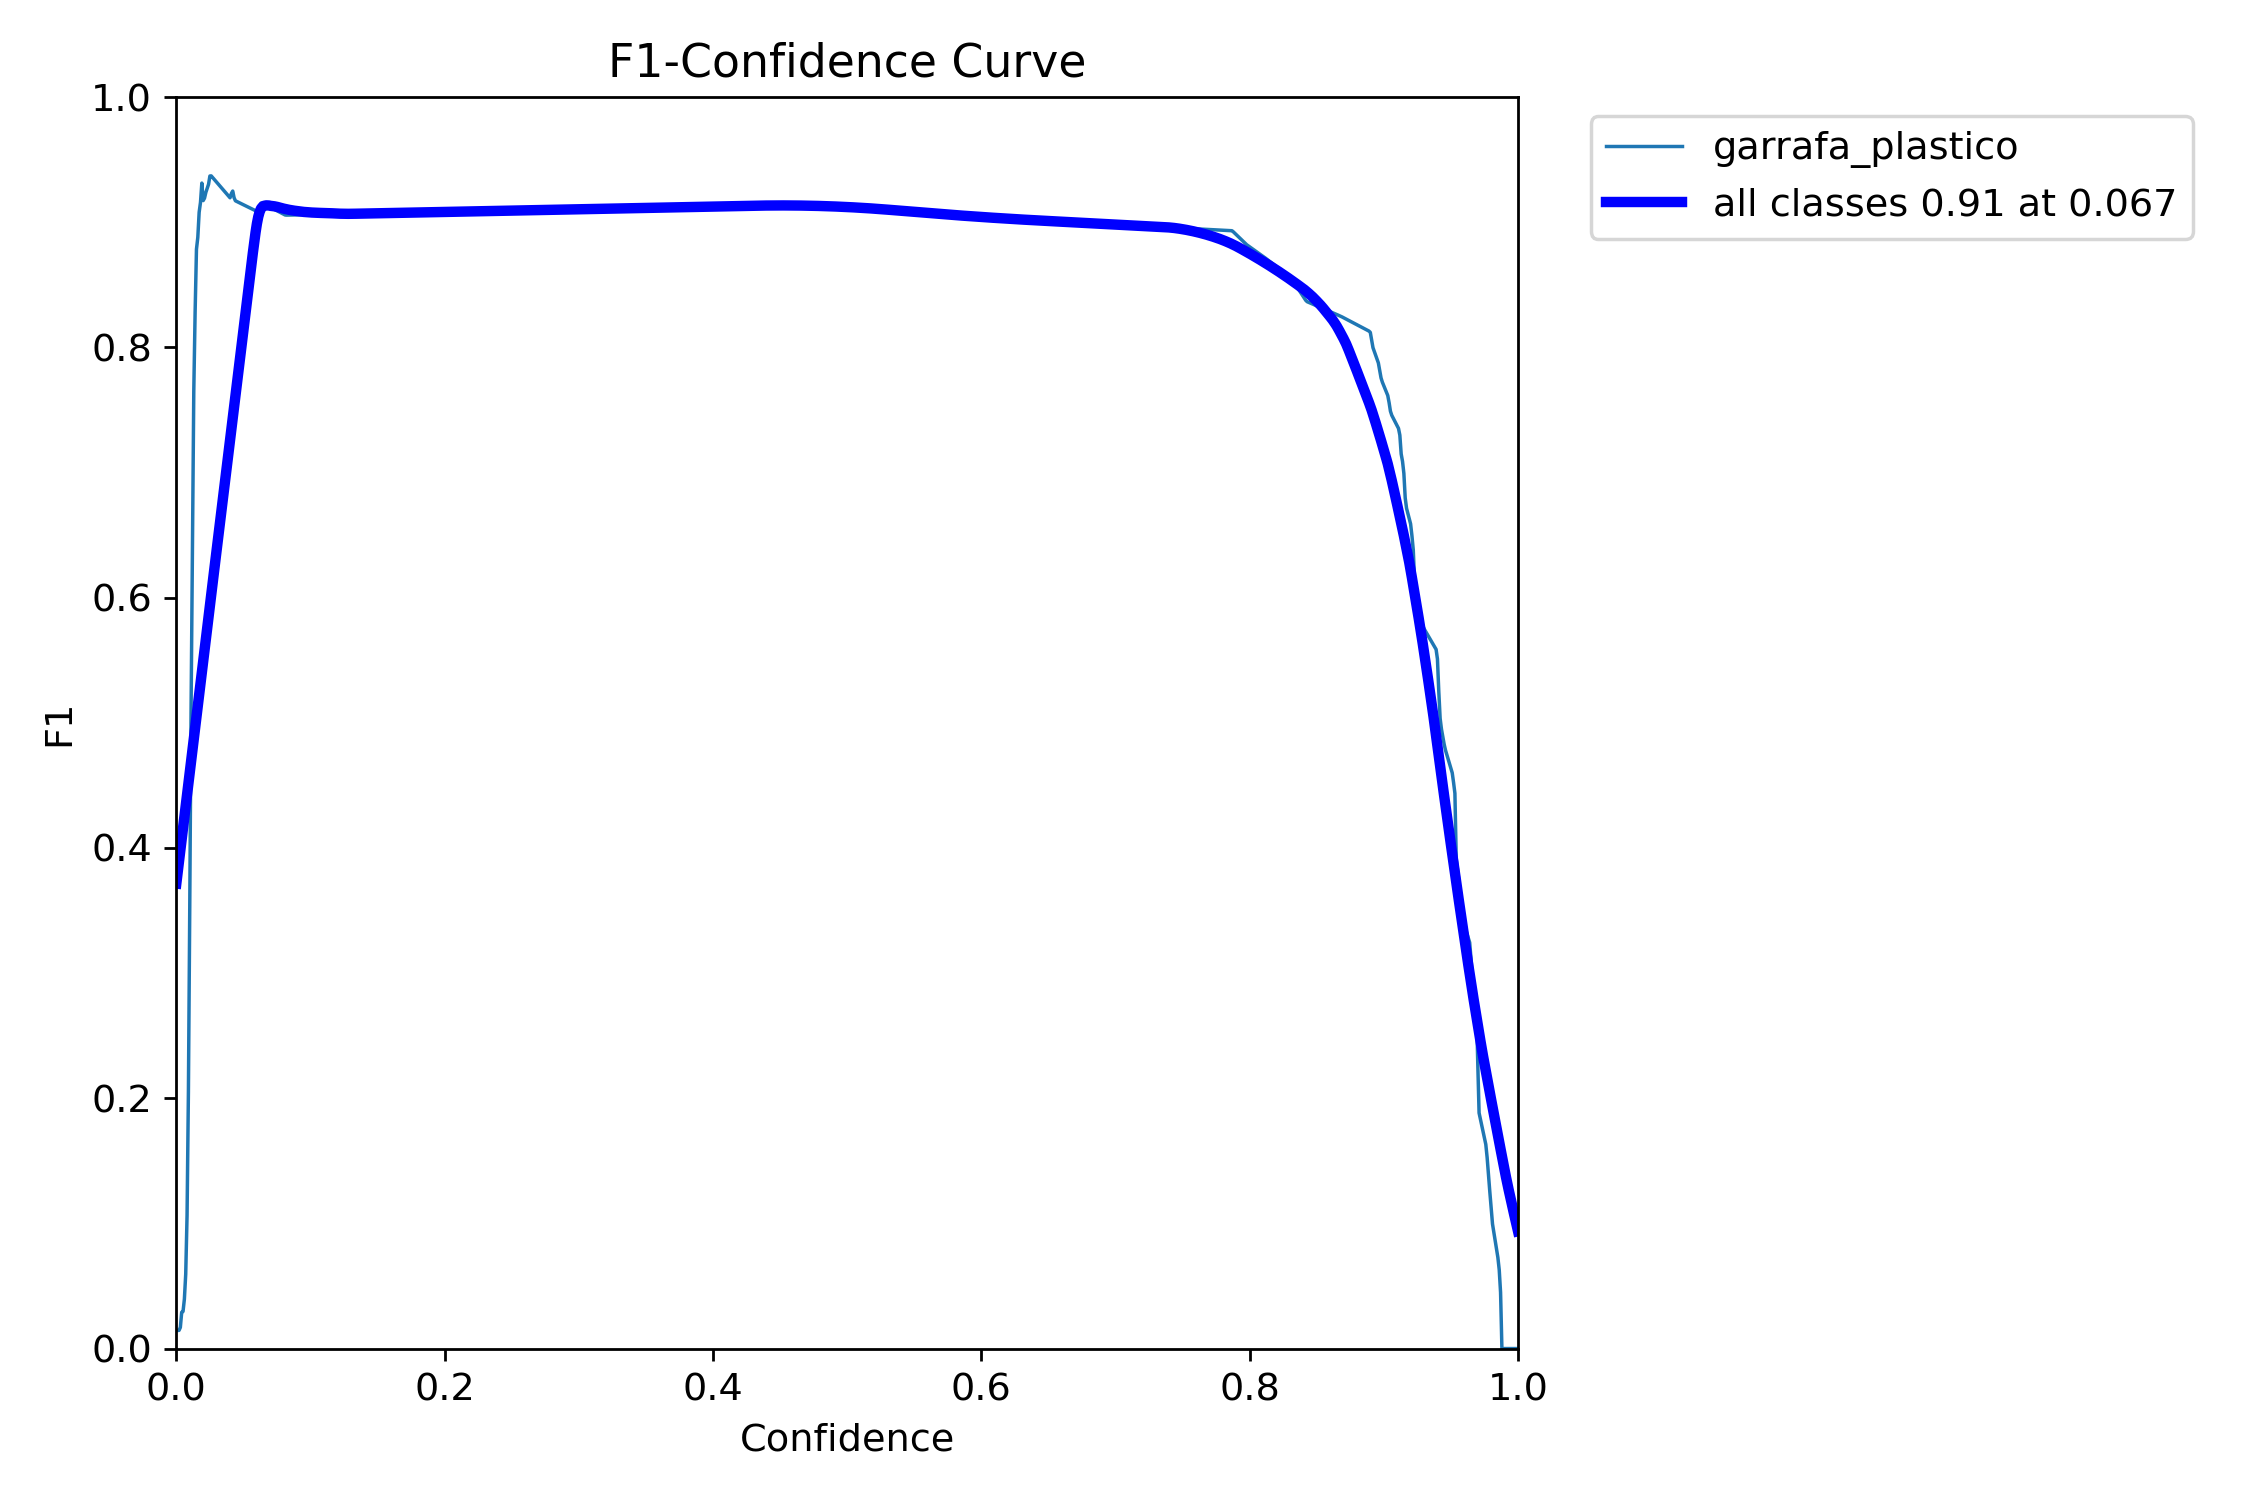 F1-Confidence Curve
garrafa_plastico
all classes 0.91 at 0.067
1.0
0.8
0.6
0.4
0.2
0.0
F1
0.0 0.2 0.4 0.6 0.8 1.0
Confidence